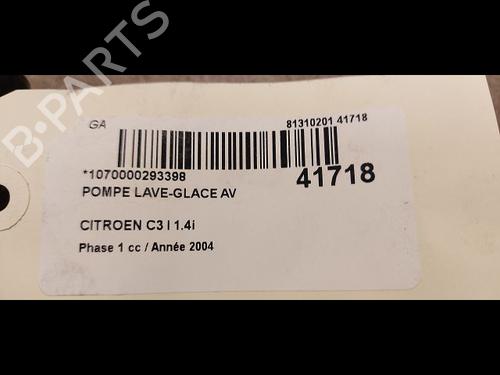 GA
81310201 41718
*1070000293398
41718
POMPE LAVE-GLACE AV
CITROEN C3 I 1.4i
Phase 1 cc / Année 2004
B-PARTS